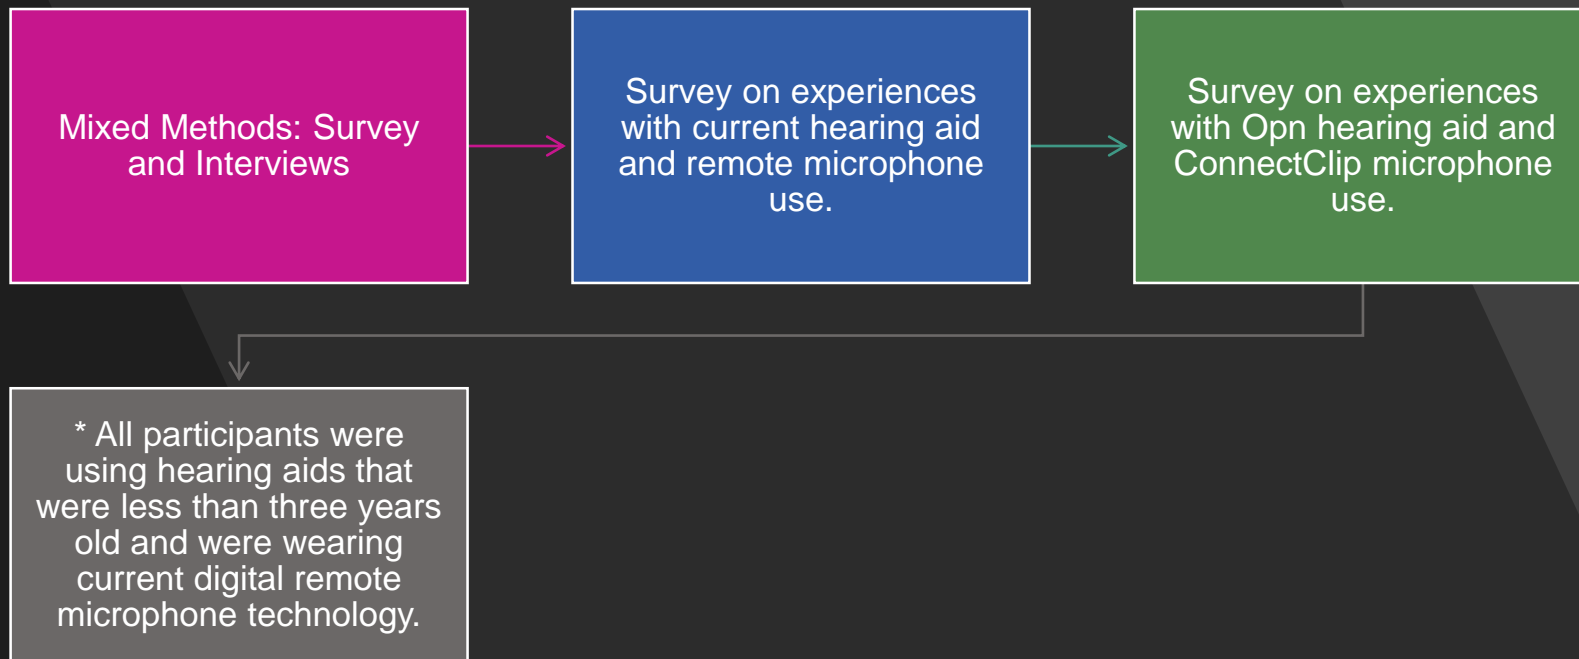 Mixed Methods: Survey
and Interviews
Survey on experiences
with current hearing aid
and remote microphone
use.
Survey on experiences
with Opn hearing aid and
ConnectClip microphone
use.
* All participants were
using hearing aids that
were less than three years
old and were wearing
current digital remote
microphone technology.